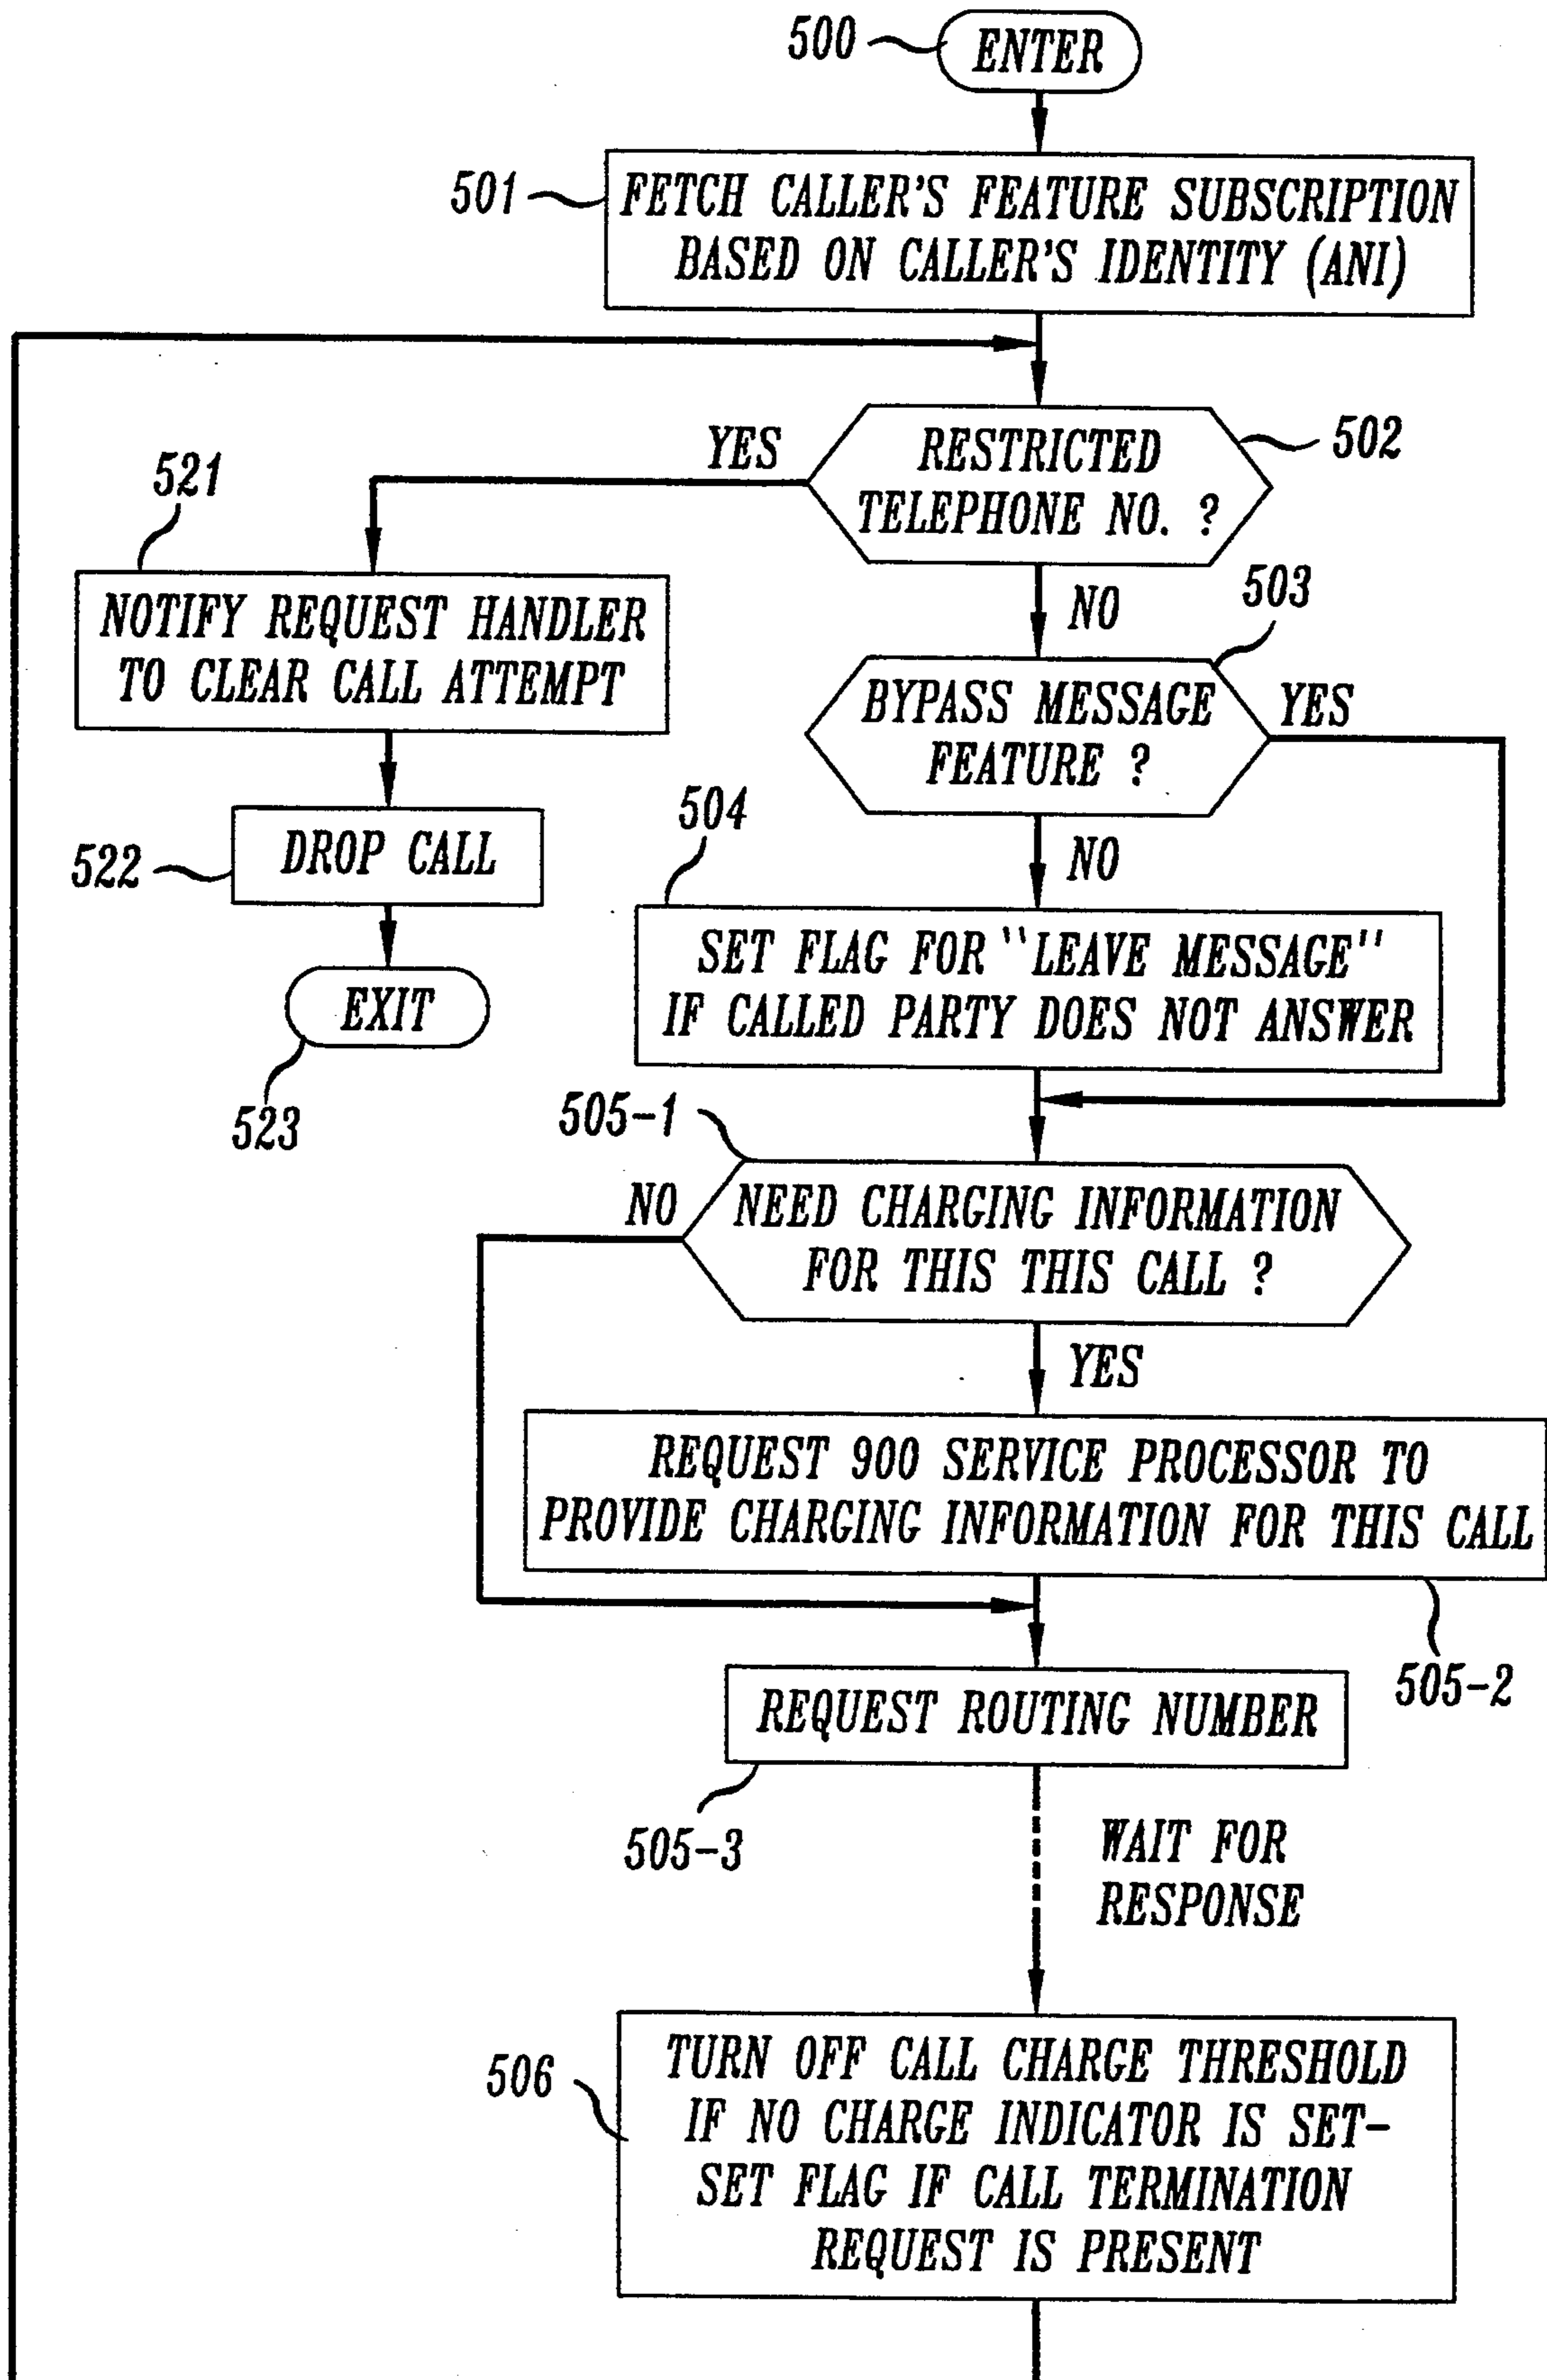 500
ENTER
501
FETCH CALLER'S FEATURE SUBSCRIPTION
BASED ON CALLER'S IDENTITY (ANI)
YES
RESTRICTED
TELEPHONE NO. ?
502
521
NOTIFY REQUEST HANDLER
TO CLEAR CALL ATTEMPT
NO
503
BYPASS MESSAGE
FEATURE ?
YES
522
DROP CALL
504
NO
SET FLAG FOR "LEAVE MESSAGE"
IF CALLED PARTY DOES NOT ANSWER
EXIT
523
505-1
NO
NEED CHARGING INFORMATION
FOR THIS THIS CALL ?
YES
REQUEST 900 SERVICE PROCESSOR TO
PROVIDE CHARGING INFORMATION FOR THIS CALL
505-2
REQUEST ROUTING NUMBER
505-3
WAIT FOR
RESPONSE
506
TURN OFF CALL CHARGE THRESHOLD
IF NO CHARGE INDICATOR IS SET-
SET FLAG IF CALL TERMINATION
REQUEST IS PRESENT